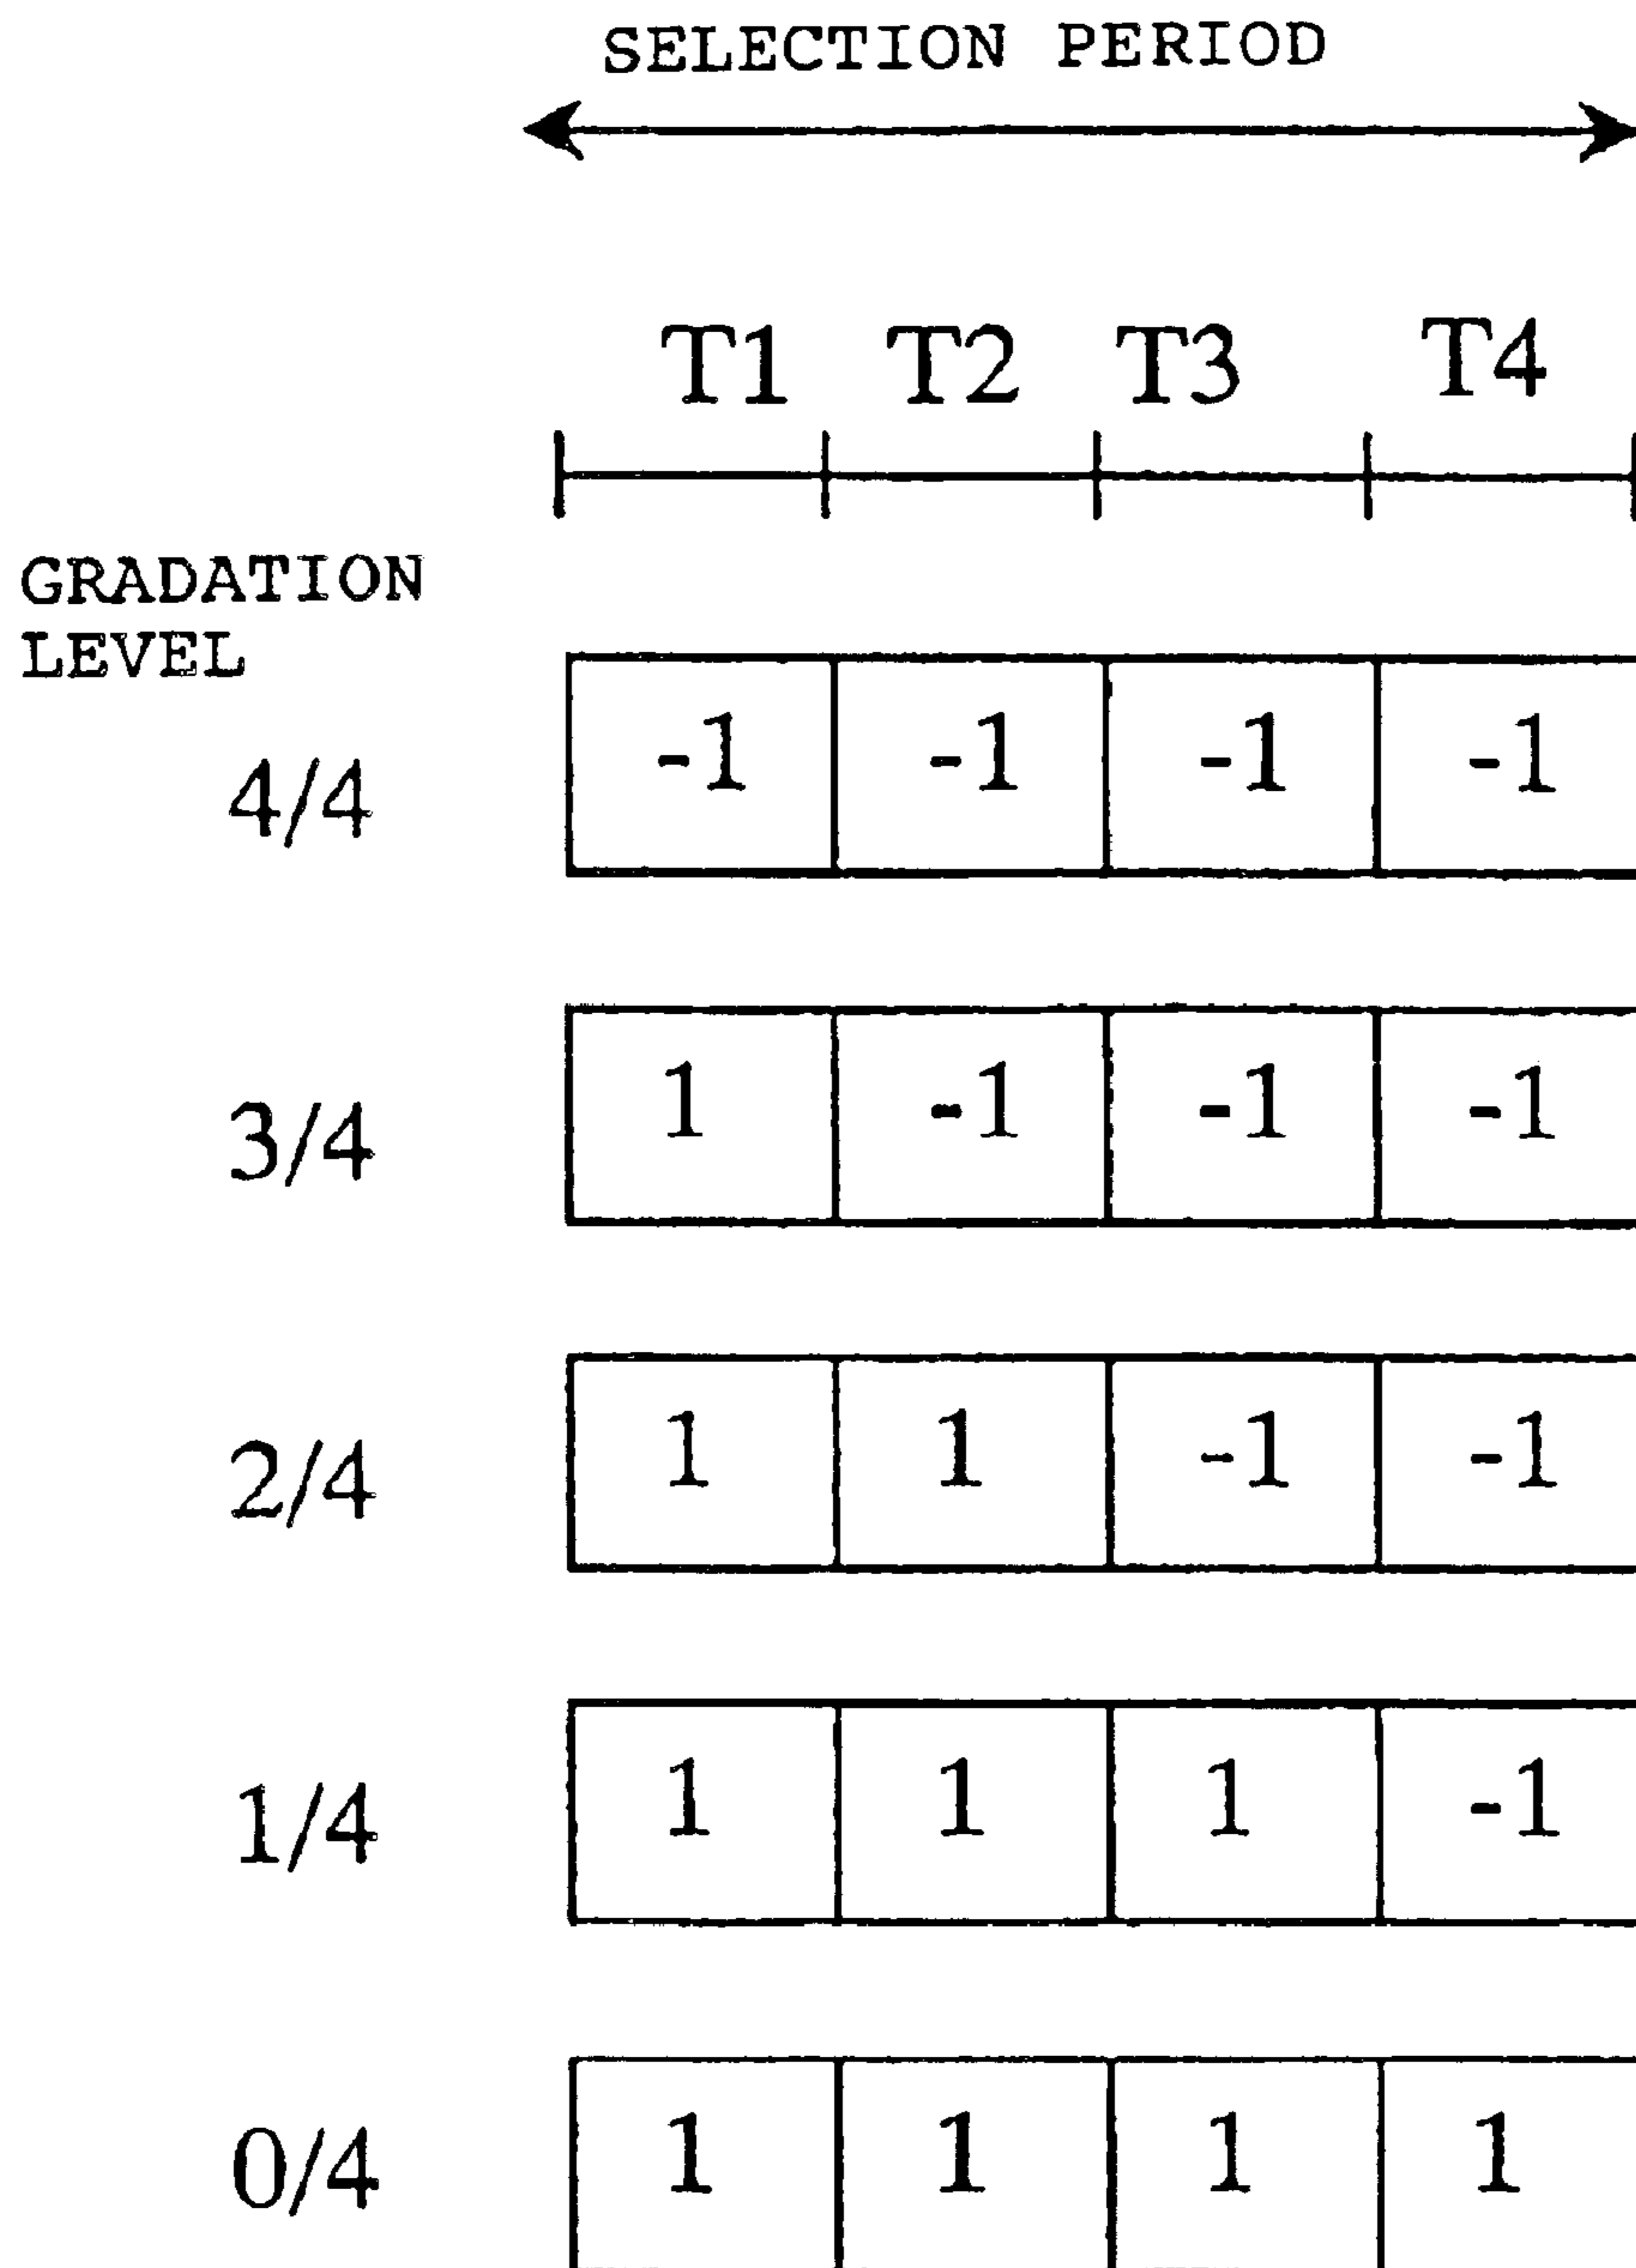 SELECTION PERIOD
T1 T2 T3 T4
GRADATION
LEVEL
4/4 -1 -1 -1 -1
3/4 1 -1 -1 -1
2/4 1 1 -1 -1
1/4 1 1 1 -1
0/4 1 1 1 1